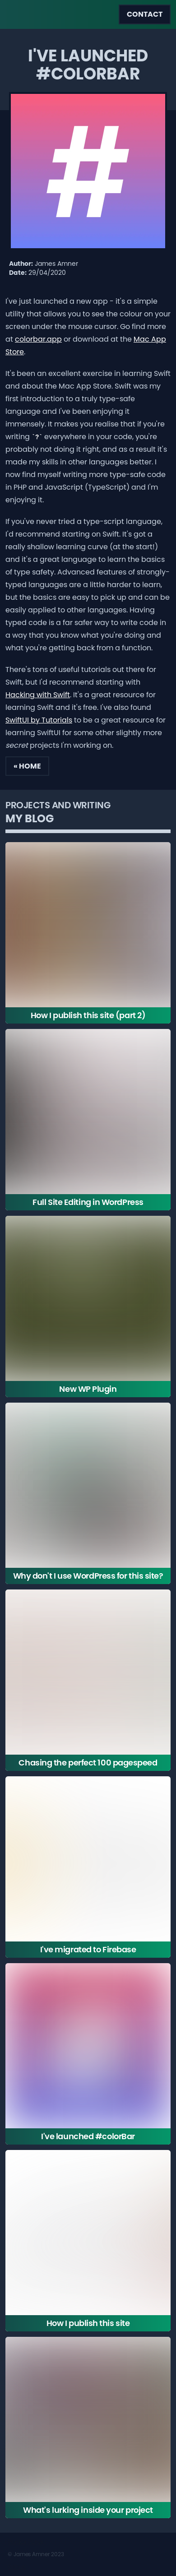 CONTACT
I'VE LAUNCHED
#COLORBAR
#
Author: James Amner
Date: 29/04/2020
I've just launched a new app - it's a simple
utility that allows you to see the colour on your
screen under the mouse cursor. Go find more
at colorbar.app or download at the Mac App
Store.
It's been an excellent exercise in learning Swift
and about the Mac App Store. Swift was my
first introduction to a truly type-safe
language and I've been enjoying it
immensely. It makes you realise that if you're
writing `?` everywhere in your code, you're
probably not doing it right, and as a result it's
made my skills in other languages better. I
now find myself writing more type-safe code
in PHP and JavaScript (TypeScript) and I'm
enjoying it.
If you've never tried a type-script language,
I'd recommend starting on Swift. It's got a
really shallow learning curve (at the start!)
and it's a great language to learn the basics
of type safety. Advanced features of strongly-
typed languages are a little harder to learn,
but the basics are easy to pick up and can be
easily applied to other languages. Having
typed code is a far safer way to write code in
a way that you know what you're doing and
what you're getting back from a function.
There's tons of useful tutorials out there for
Swift, but I'd recommend starting with
Hacking with Swift. It's a great resource for
learning Swift and it's free. I've also found
SwiftUI by Tutorials to be a great resource for
learning SwiftUI for some other slightly more
secret projects I'm working on.
« HOME
PROJECTS AND WRITING
MY BLOG
How I publish this site (part 2)
Full Site Editing in WordPress
New WP Plugin
Why don't I use WordPress for this site?
Chasing the perfect 100 pagespeed
I've migrated to Firebase
I've launched #colorBar
How I publish this site
What's lurking inside your project
© James Amner 2023